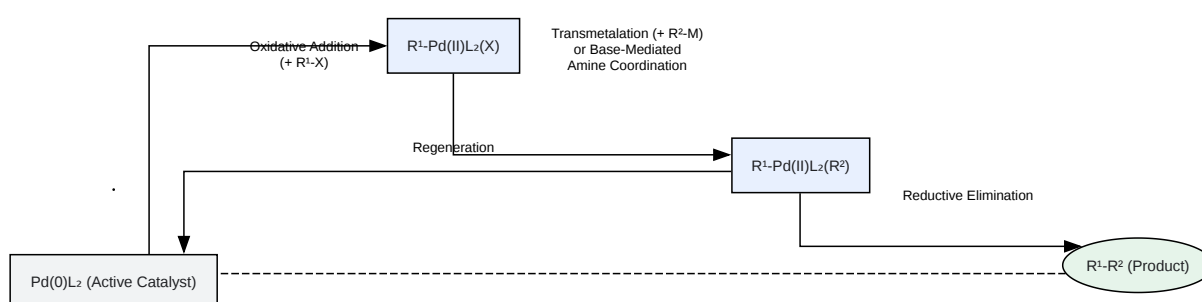 Oxidative Addition
(+ R¹-X)
R¹-Pd(II)L₂(X)
Transmetalation (+ R²-M)
or Base-Mediated
Amine Coordination
Regeneration
R¹-Pd(II)L₂(R²)
Reductive Elimination
Pd(0)L₂ (Active Catalyst)
R¹-R² (Product)